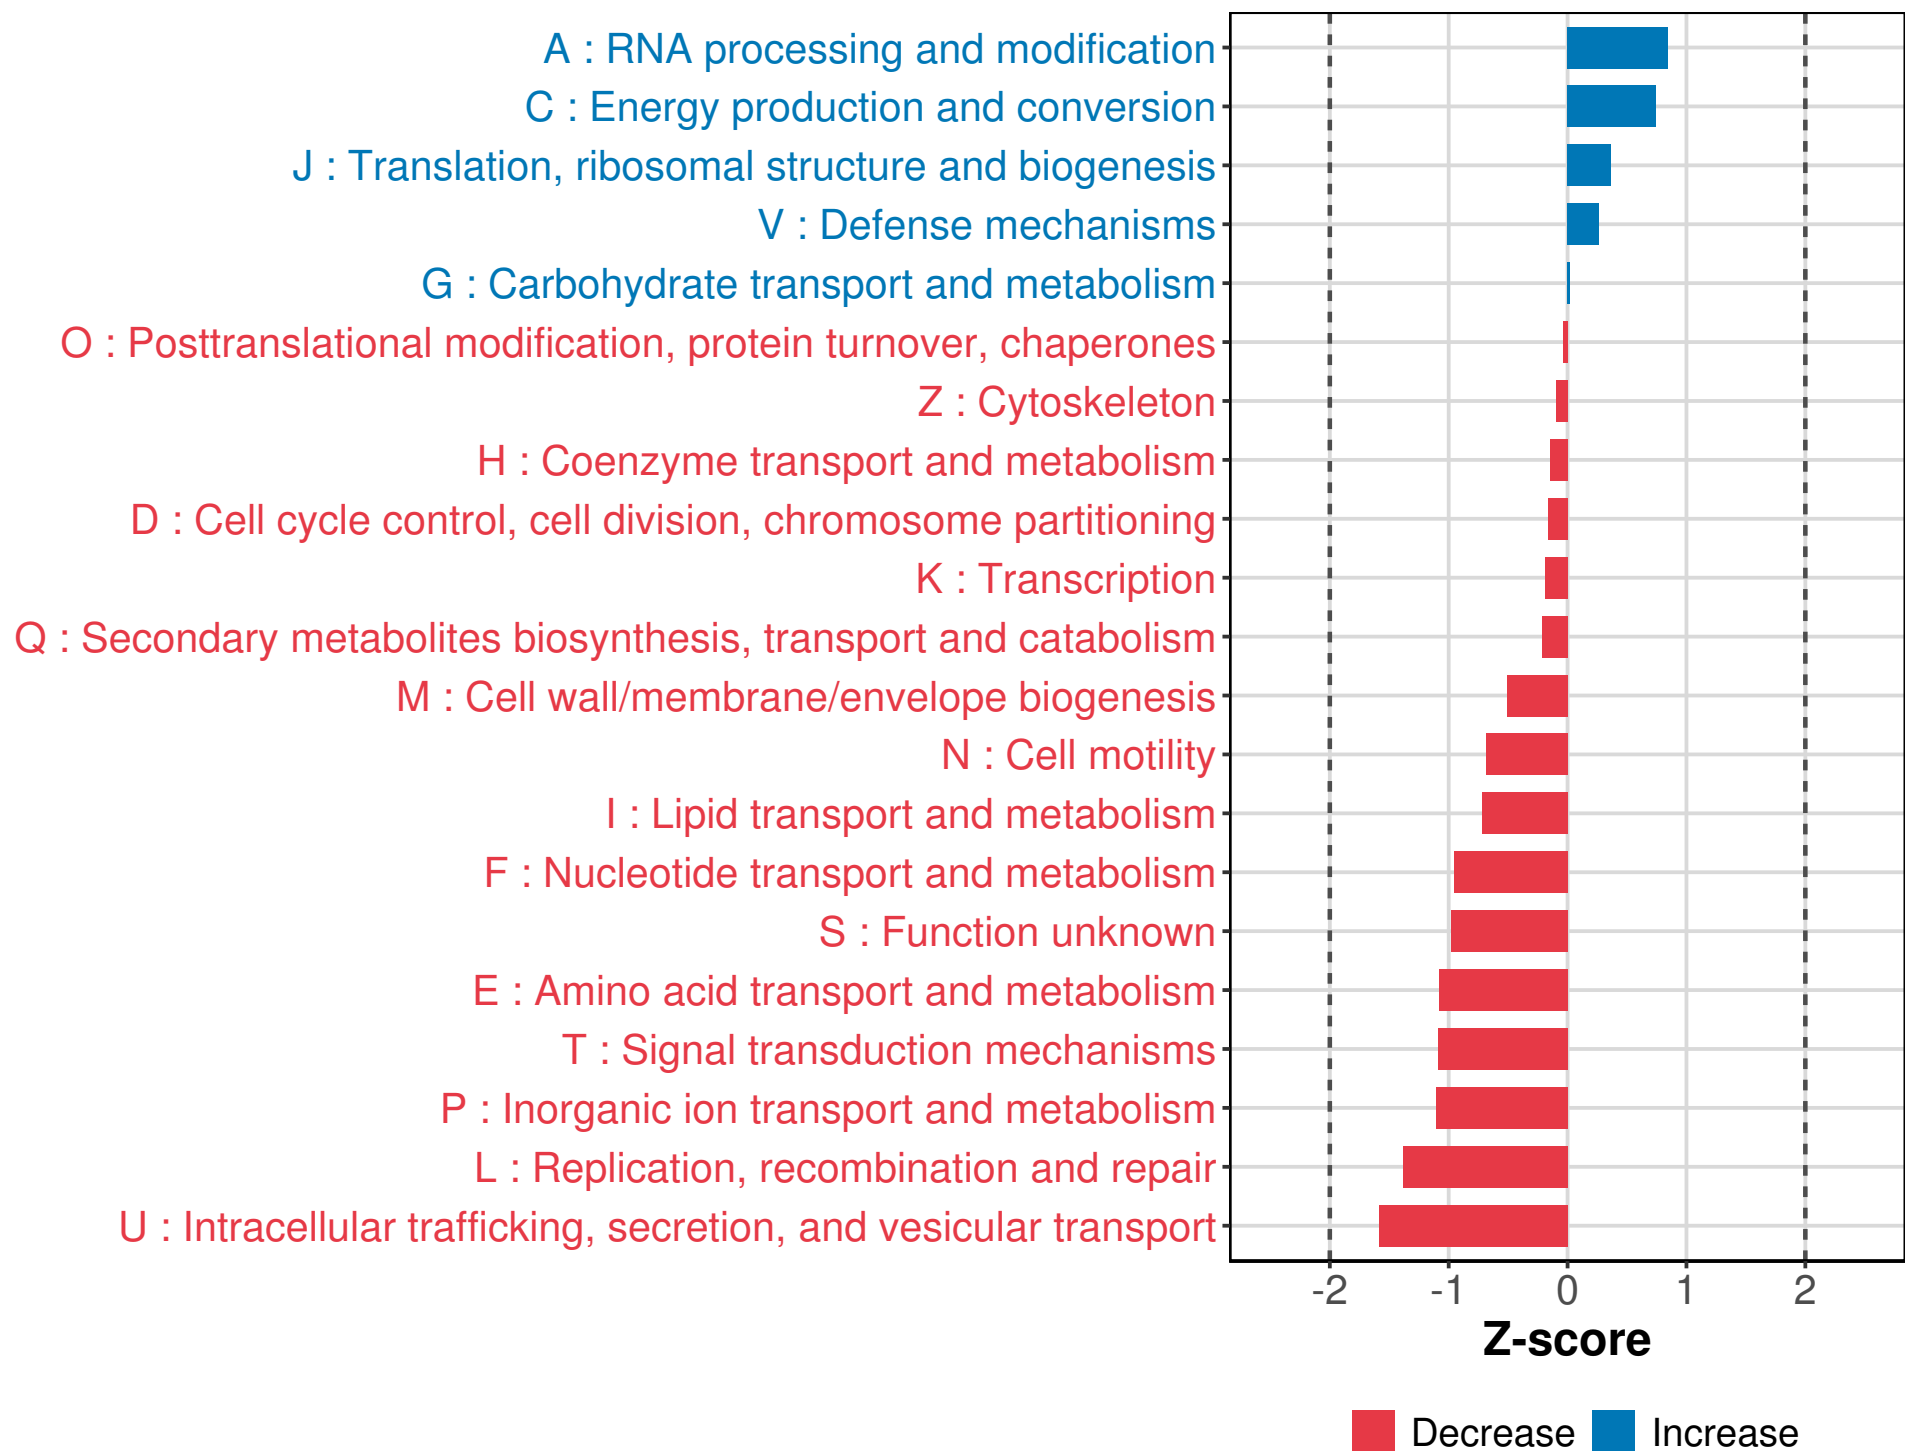 A : RNA processing and modification
C : Energy production and conversion
J : Translation, ribosomal structure and biogenesis
V : Defense mechanisms
G : Carbohydrate transport and metabolism
O : Posttranslational modification, protein turnover, chaperones
Z : Cytoskeleton
H : Coenzyme transport and metabolism
D : Cell cycle control, cell division, chromosome partitioning
K : Transcription
Q : Secondary metabolites biosynthesis, transport and catabolism
M : Cell wall/membrane/envelope biogenesis
N : Cell motility
I : Lipid transport and metabolism
F : Nucleotide transport and metabolism
S : Function unknown
E : Amino acid transport and metabolism
T : Signal transduction mechanisms
P : Inorganic ion transport and metabolism
L : Replication, recombination and repair
U : Intracellular trafficking, secretion, and vesicular transport
-2 -1 0 1 2
Z-score
Decrease Increase